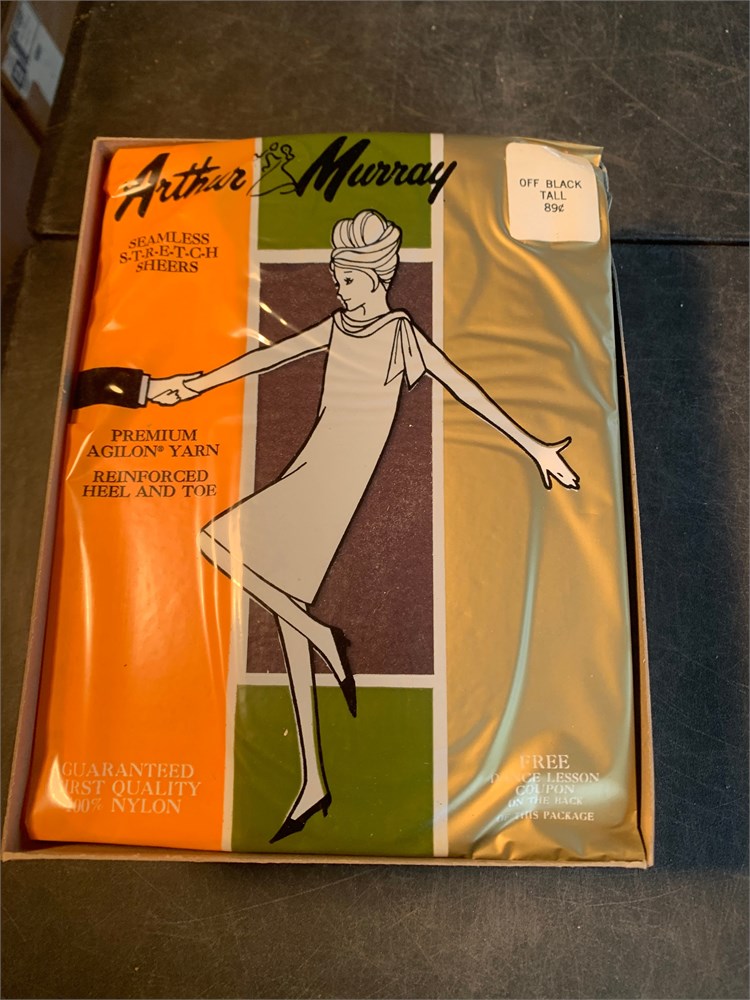 Arthur Murray
OFF BLACK
TALL
89¢
SEAMLESS
S-T-R-E-T-C-H
SHEERS
PREMIUM
AGILON® YARN
REINFORCED
HEEL AND TOE
GUARANTEED
FIRST QUALITY
100% NYLON
FREE
DANCE LESSON
COUPON
ON THE BACK
OF THIS PACKAGE